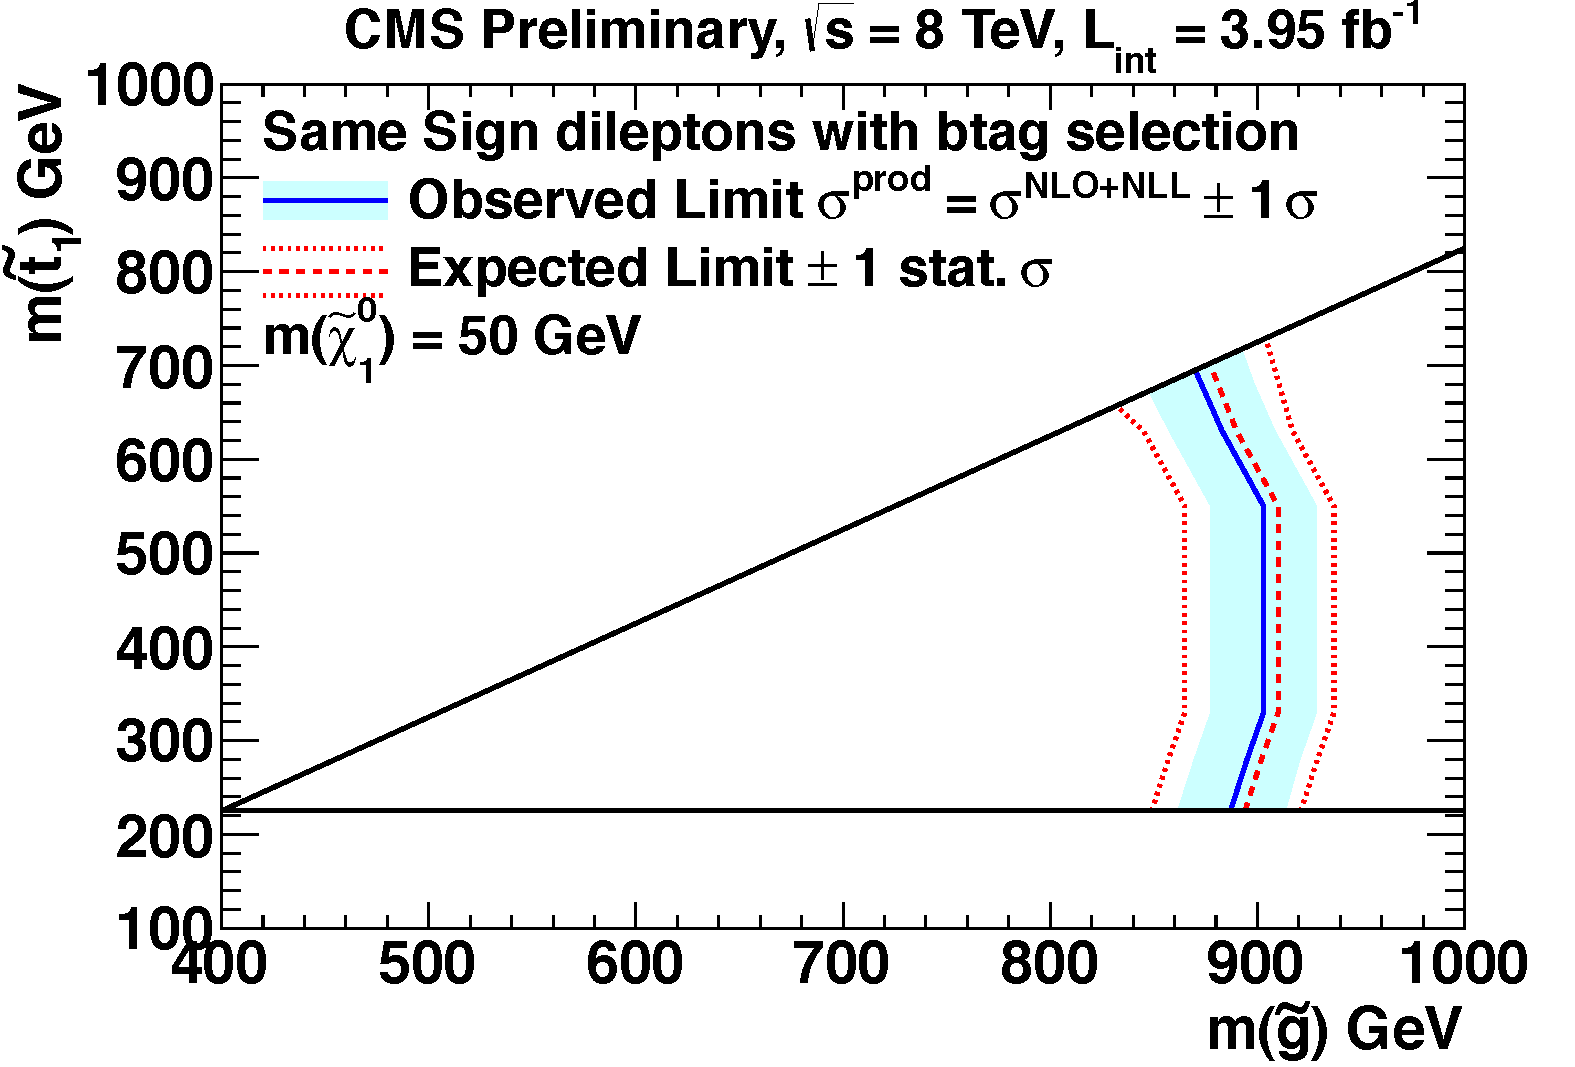 CMS Preliminary, √s = 8 TeV, L_int = 3.95 fb^-1
m(t̃_1) GeV
1000
900
800
700
600
500
400
300
200
100
Same Sign dileptons with btag selection
Observed Limit σ^prod = σ^NLO+NLL ± 1 σ
Expected Limit ± 1 stat. σ
m(χ̃_1^0) = 50 GeV
400 500 600 700 800 900 1000
m(g̃) GeV